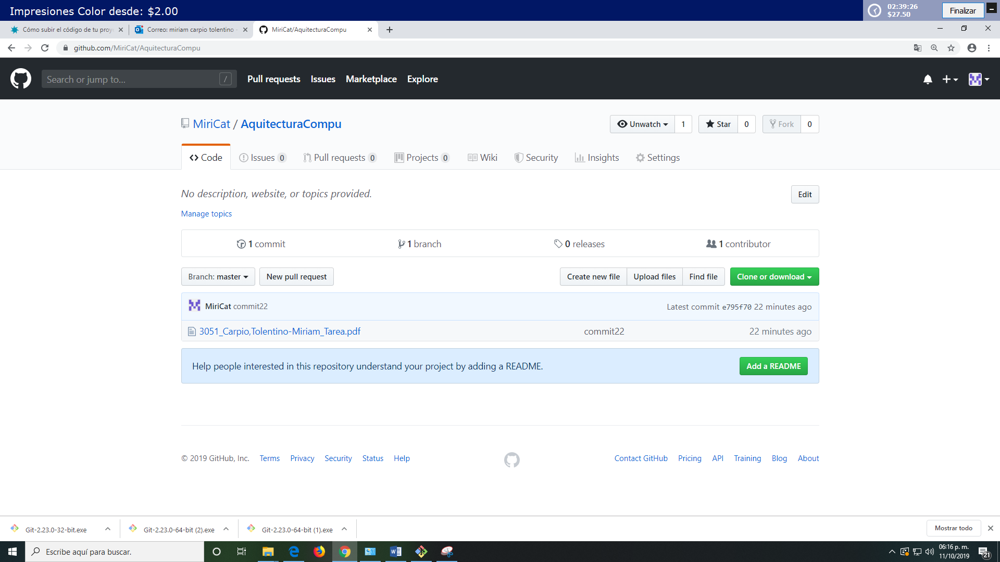 Impresiones Color desde: $2.00
02:39:26
$27.50
Finalizar
Cómo subir el código de tu proy
Correo: miriam carpio tolentino -
MiriCat/AquitecturaCompu
github.com/MiriCat/AquitecturaCompu
Search or jump to...
/
Pull requests Issues Marketplace Explore
MiriCat / AquitecturaCompu
Unwatch 1
Star 0
Fork 0
Code
Issues 0
Pull requests 0
Projects 0
Wiki
Security
Insights
Settings
No description, website, or topics provided.
Edit
Manage topics
1 commit
1 branch
0 releases
1 contributor
Branch: master
New pull request
Create new file
Upload files
Find file
Clone or download
MiriCat commit22
Latest commit e795f70 22 minutes ago
3051_Carpio,Tolentino-Miriam_Tarea.pdf
commit22
22 minutes ago
Help people interested in this repository understand your project by adding a README.
Add a README
© 2019 GitHub, Inc. Terms Privacy Security Status Help
Contact GitHub Pricing API Training Blog About
Git-2.23.0-32-bit.exe
Git-2.23.0-64-bit (2).exe
Git-2.23.0-64-bit (1).exe
Mostrar todo
Escribe aquí para buscar.
06:16 p. m.
11/10/2019
21